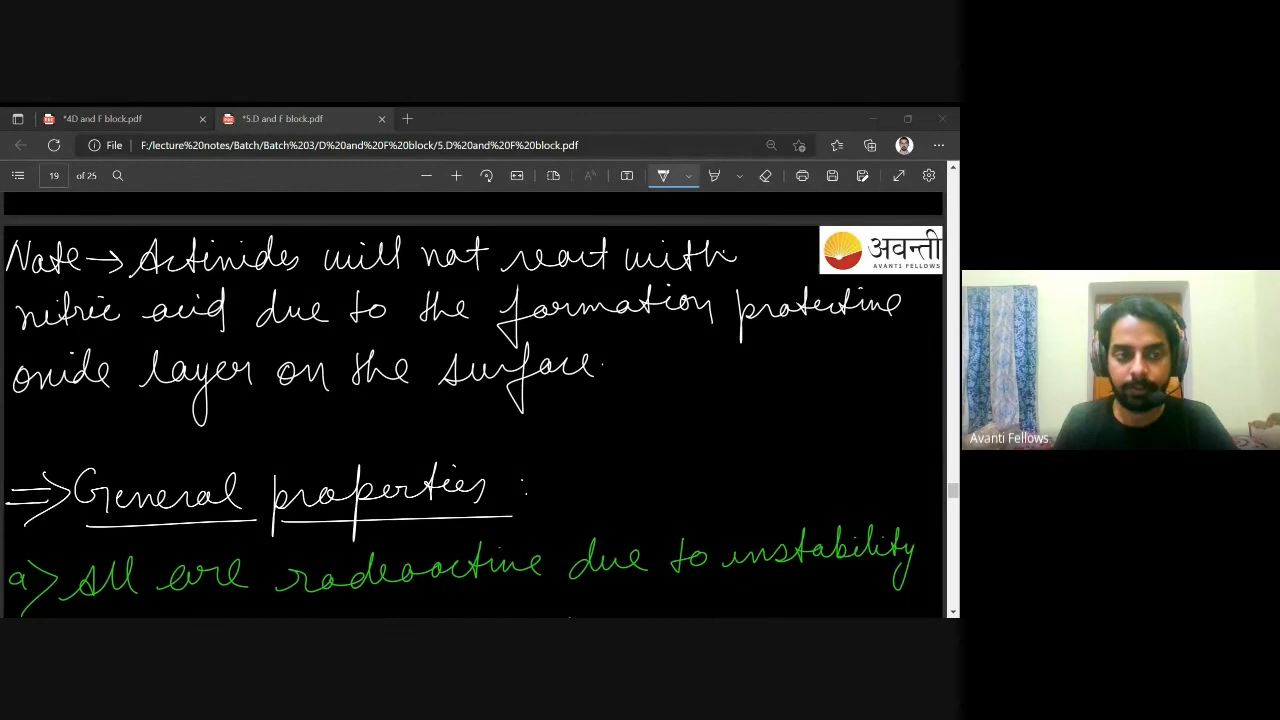 *4D and F block.pdf
*5.D and F block.pdf
File
F:/lecture%20notes/Batch/Batch%203/D%20and%20F%20block/5.D%20and%20F%20block.pdf
19 of 25
Note → Actinides will not react with
nitric acid due to the formation protective
oxide layer on the surface.
अवन्ती
AVANTI FELLOWS
⇒ General properties :
a> All are radeoactine due to instability
Avanti Fellows